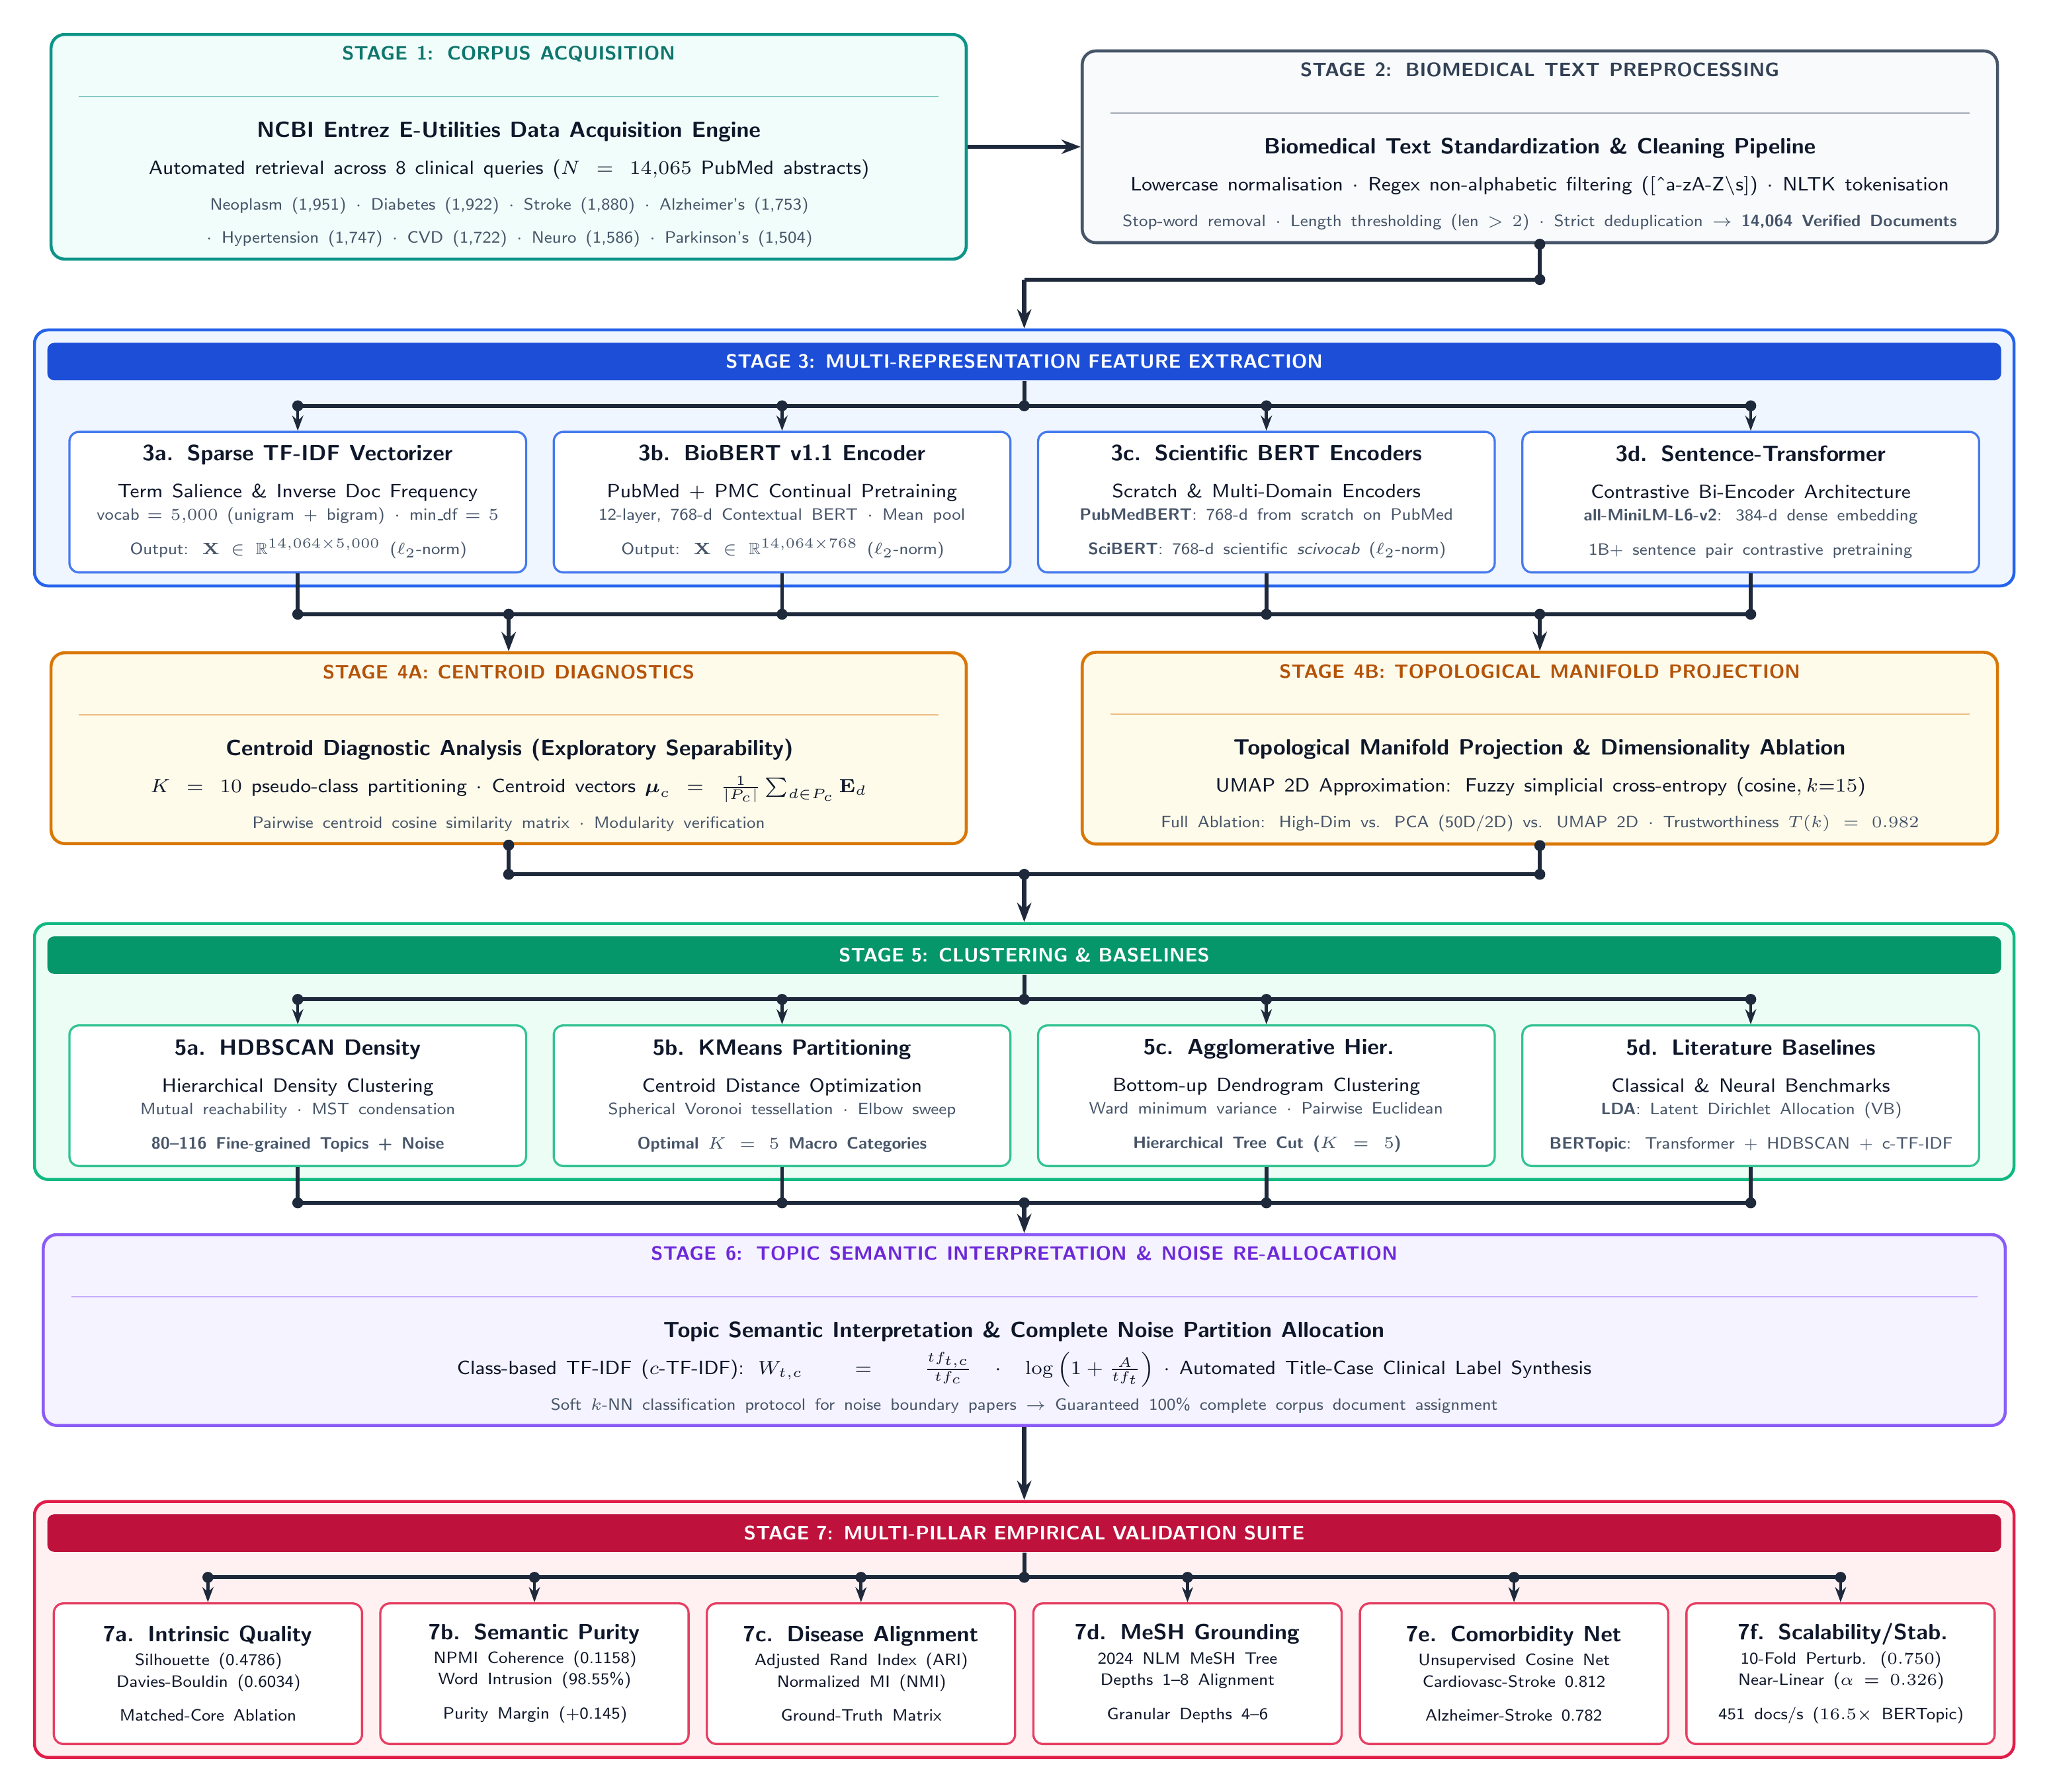 STAGE 1: CORPUS ACQUISITION
NCBI Entrez E-Utilities Data Acquisition Engine
Automated retrieval across 8 clinical queries (N = 14,065 PubMed abstracts)
Neoplasm (1,951) · Diabetes (1,922) · Stroke (1,880) · Alzheimer's (1,753)
· Hypertension (1,747) · CVD (1,722) · Neuro (1,586) · Parkinson's (1,504)
STAGE 2: BIOMEDICAL TEXT PREPROCESSING
Biomedical Text Standardization & Cleaning Pipeline
Lowercase normalisation · Regex non-alphabetic filtering ([^a-zA-Z\s]) · NLTK tokenisation
Stop-word removal · Length thresholding (len > 2) · Strict deduplication → 14,064 Verified Documents
STAGE 3: MULTI-REPRESENTATION FEATURE EXTRACTION
3a. Sparse TF-IDF Vectorizer
Term Salience & Inverse Doc Frequency
vocab = 5,000 (unigram + bigram) · min_df = 5
Output: X ∈ ℝ^{14,064×5,000} (ℓ₂-norm)
3b. BioBERT v1.1 Encoder
PubMed + PMC Continual Pretraining
12-layer, 768-d Contextual BERT · Mean pool
Output: X ∈ ℝ^{14,064×768} (ℓ₂-norm)
3c. Scientific BERT Encoders
Scratch & Multi-Domain Encoders
PubMedBERT: 768-d from scratch on PubMed
SciBERT: 768-d scientific scivocab (ℓ₂-norm)
3d. Sentence-Transformer
Contrastive Bi-Encoder Architecture
all-MiniLM-L6-v2: 384-d dense embedding
1B+ sentence pair contrastive pretraining
STAGE 4A: CENTROID DIAGNOSTICS
Centroid Diagnostic Analysis (Exploratory Separability)
K = 10 pseudo-class partitioning · Centroid vectors μ_c = 1/|P_c| ∑_{d∈P_c} E_d
Pairwise centroid cosine similarity matrix · Modularity verification
STAGE 4B: TOPOLOGICAL MANIFOLD PROJECTION
Topological Manifold Projection & Dimensionality Ablation
UMAP 2D Approximation: Fuzzy simplicial cross-entropy (cosine, k=15)
Full Ablation: High-Dim vs. PCA (50D/2D) vs. UMAP 2D · Trustworthiness T(k) = 0.982
STAGE 5: CLUSTERING & BASELINES
5a. HDBSCAN Density
Hierarchical Density Clustering
Mutual reachability · MST condensation
80–116 Fine-grained Topics + Noise
5b. KMeans Partitioning
Centroid Distance Optimization
Spherical Voronoi tessellation · Elbow sweep
Optimal K = 5 Macro Categories
5c. Agglomerative Hier.
Bottom-up Dendrogram Clustering
Ward minimum variance · Pairwise Euclidean
Hierarchical Tree Cut (K = 5)
5d. Literature Baselines
Classical & Neural Benchmarks
LDA: Latent Dirichlet Allocation (VB)
BERTopic: Transformer + HDBSCAN + c-TF-IDF
STAGE 6: TOPIC SEMANTIC INTERPRETATION & NOISE RE-ALLOCATION
Topic Semantic Interpretation & Complete Noise Partition Allocation
Class-based TF-IDF (c-TF-IDF): W_{t,c} = tf_{t,c}/tf_c · log(1 + A/tf_t) · Automated Title-Case Clinical Label Synthesis
Soft k-NN classification protocol for noise boundary papers → Guaranteed 100% complete corpus document assignment
STAGE 7: MULTI-PILLAR EMPIRICAL VALIDATION SUITE
7a. Intrinsic Quality
Silhouette (0.4786)
Davies-Bouldin (0.6034)
Matched-Core Ablation
7b. Semantic Purity
NPMI Coherence (0.1158)
Word Intrusion (98.55%)
Purity Margin (+0.145)
7c. Disease Alignment
Adjusted Rand Index (ARI)
Normalized MI (NMI)
Ground-Truth Matrix
7d. MeSH Grounding
2024 NLM MeSH Tree
Depths 1–8 Alignment
Granular Depths 4–6
7e. Comorbidity Net
Unsupervised Cosine Net
Cardiovasc-Stroke 0.812
Alzheimer-Stroke 0.782
7f. Scalability/Stab.
10-Fold Perturb. (0.750)
Near-Linear (α = 0.326)
451 docs/s (16.5× BERTopic)